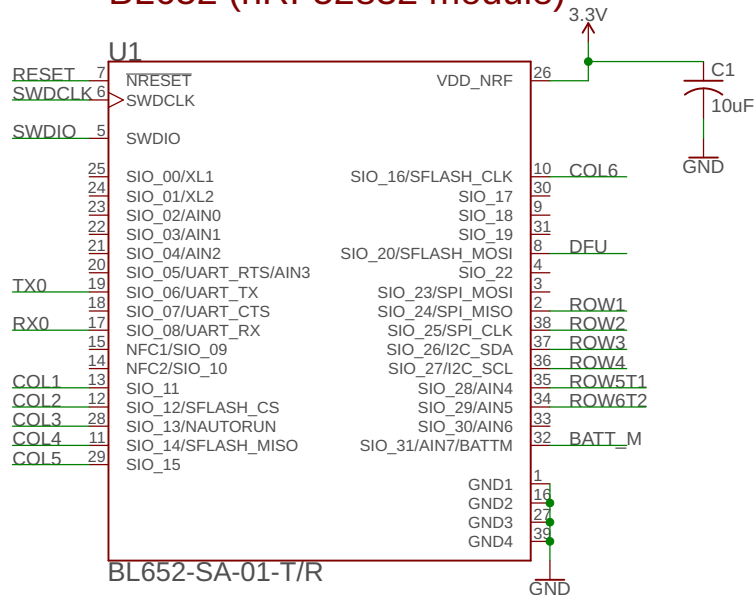 BL652 (nRF52832 module)
3.3V
U1
RESET 7 NRESET VDD_NRF 26 C1
SWDCLK 6 SWDCLK 10uF
SWDIO 5 SWDIO
GND
25 SIO_00/XL1 SIO_16/SFLASH_CLK 10 COL6
24 SIO_01/XL2 SIO_17 30
23 SIO_02/AIN0 SIO_18 9
22 SIO_03/AIN1 SIO_19 31
21 SIO_04/AIN2 SIO_20/SFLASH_MOSI 8 DFU
20 SIO_05/UART_RTS/AIN3 SIO_22 4
TX0 19 SIO_06/UART_TX SIO_23/SPI_MOSI 3
18 SIO_07/UART_CTS SIO_24/SPI_MISO 2 ROW1
RX0 17 SIO_08/UART_RX SIO_25/SPI_CLK 38 ROW2
15 NFC1/SIO_09 SIO_26/I2C_SDA 37 ROW3
14 NFC2/SIO_10 SIO_27/I2C_SCL 36 ROW4
COL1 13 SIO_11 SIO_28/AIN4 35 ROW5T1
COL2 12 SIO_12/SFLASH_CS SIO_29/AIN5 34 ROW6T2
COL3 28 SIO_13/NAUTORUN SIO_30/AIN6 33
COL4 11 SIO_14/SFLASH_MISO SIO_31/AIN7/BATTM 32 BATT_M
COL5 29 SIO_15
GND1 1
GND2 16
GND3 27
GND4 39
BL652-SA-01-T/R
GND